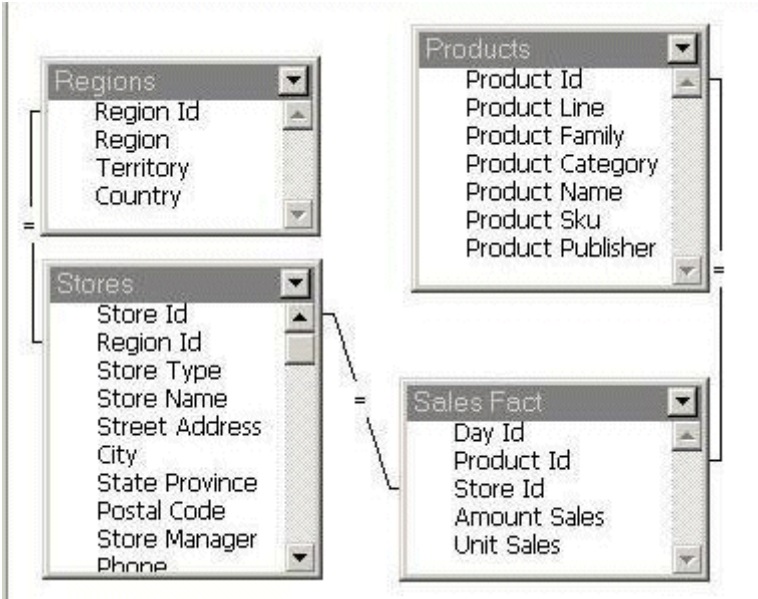 Regions
Region Id
Region
Territory
Country
Products
Product Id
Product Line
Product Family
Product Category
Product Name
Product Sku
Product Publisher
=
=
Stores
Store Id
Region Id
Store Type
Store Name
Street Address
City
State Province
Postal Code
Store Manager
Phone
=
Sales Fact
Day Id
Product Id
Store Id
Amount Sales
Unit Sales